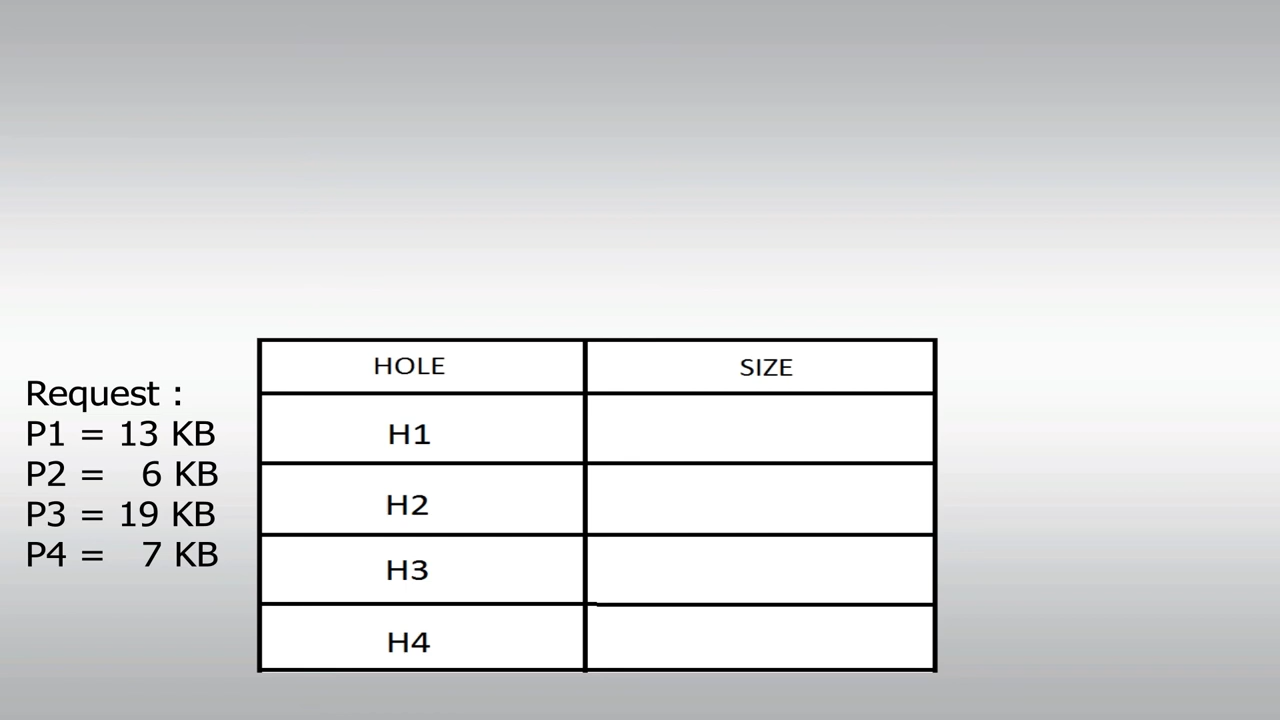 Request :
P1 = 13 KB
P2 = 6 KB
P3 = 19 KB
P4 = 7 KB
HOLE SIZE
H1
H2
H3
H4